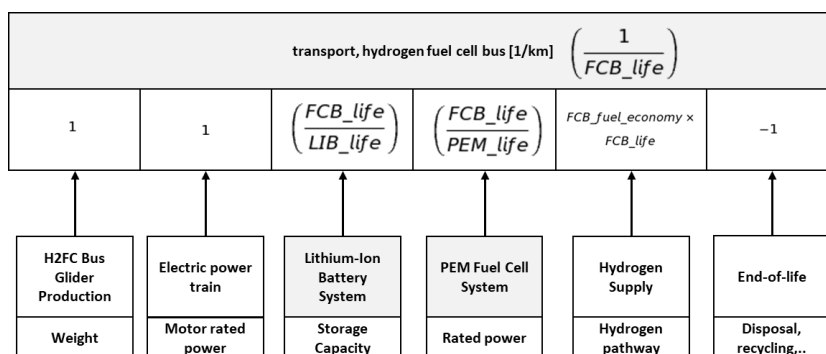 transport, hydrogen fuel cell bus [1/km] (1/FCB_life)
1
1
(FCB_life/LIB_life)
(FCB_life/PEM_life)
FCB_fuel_economy ×
FCB_life
−1
H2FC Bus
Glider
Production
Electric power
train
Lithium-Ion
Battery
System
PEM Fuel Cell
System
Hydrogen
Supply
End-of-life
Weight
Motor rated
power
Storage
Capacity
Rated power
Hydrogen
pathway
Disposal,
recycling,..